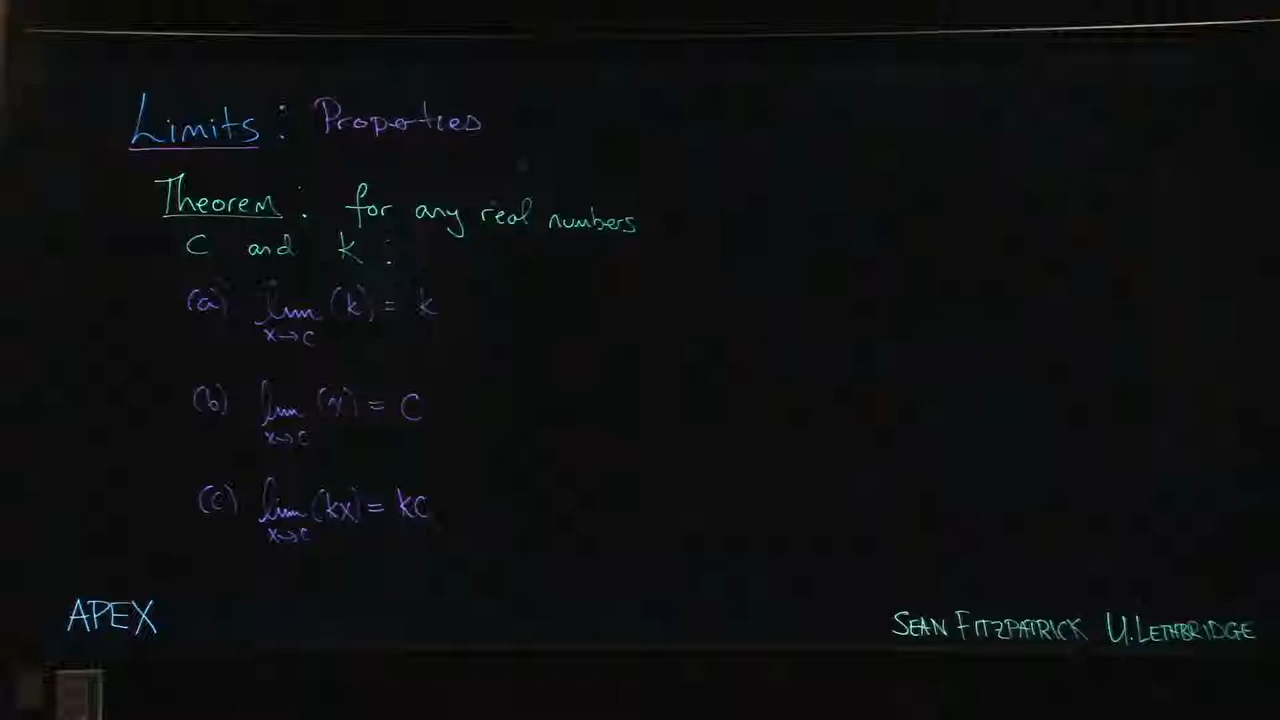 Limits: Properties
Theorem: for any real numbers
c and k:
(a) lim (k) = k
x→c
(b) lim (x) = c
x→c
(c) lim (kx) = kc
x→c
APEX
SEAN FITZPATRICK U. LETHBRIDGE